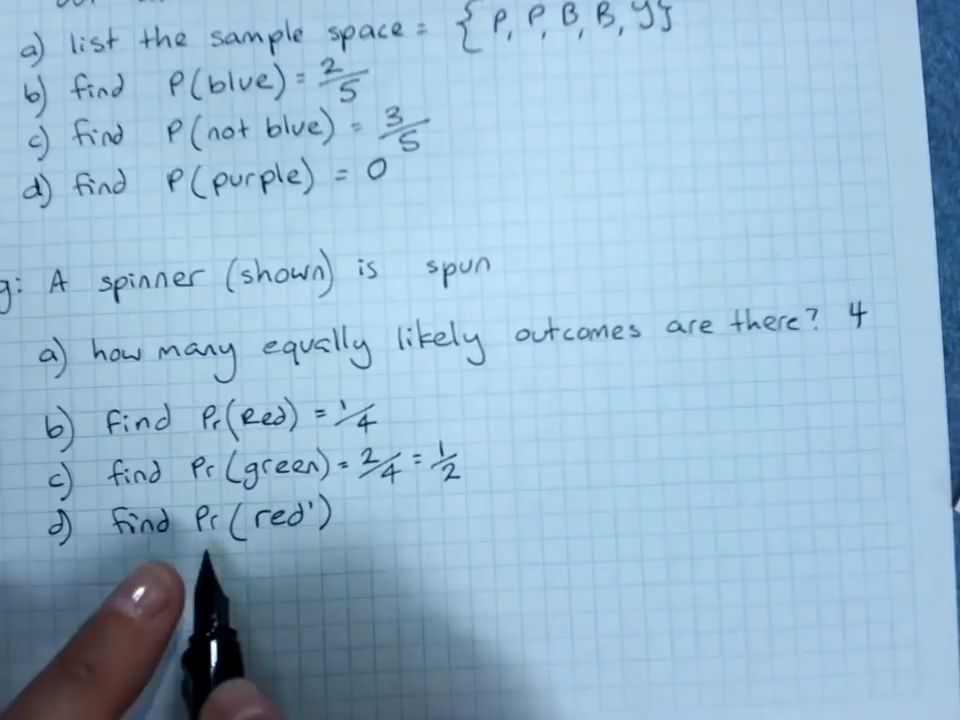 a) list the sample space = {P, P, B, B, Y}
b) find P(blue) = 2/5
c) find P(not blue) = 3/5
d) find P(purple) = 0
g: A spinner (shown) is spun
a) how many equally likely outcomes are there? 4
b) find Pr(Red) = 1/4
c) find Pr(green) = 2/4 = 1/2
d) find Pr(red')